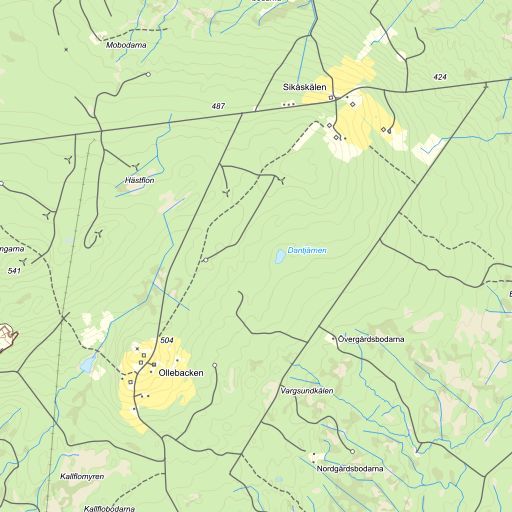 Mobodarna
Sikåskälen
424
487
Hästflon
Dantjärnen
541
504
Övergårdsbodarna
Ollebacken
Vargsundkälen
Nordgårdsbodarna
Kallflomyren
Kallflobodarna